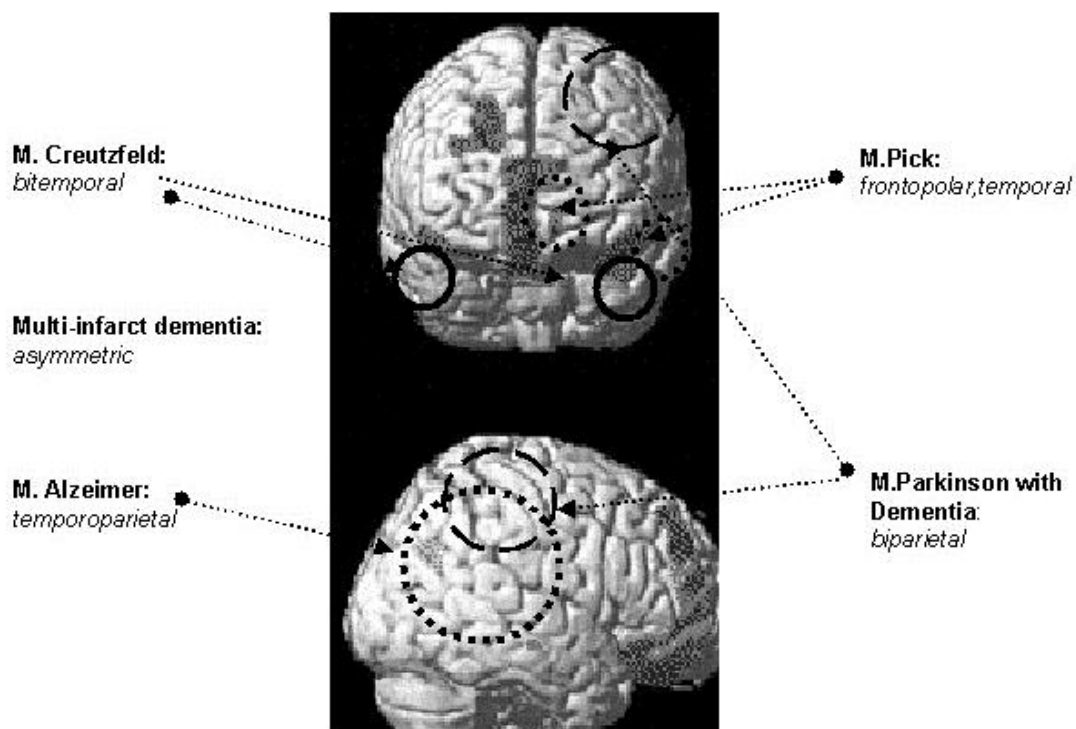 M. Creutzfeld:
bitemporal
M.Pick:
frontopolar,temporal
Multi-infarct dementia:
asymmetric
M. Alzeimer:
temporoparietal
M.Parkinson with
Dementia:
biparietal